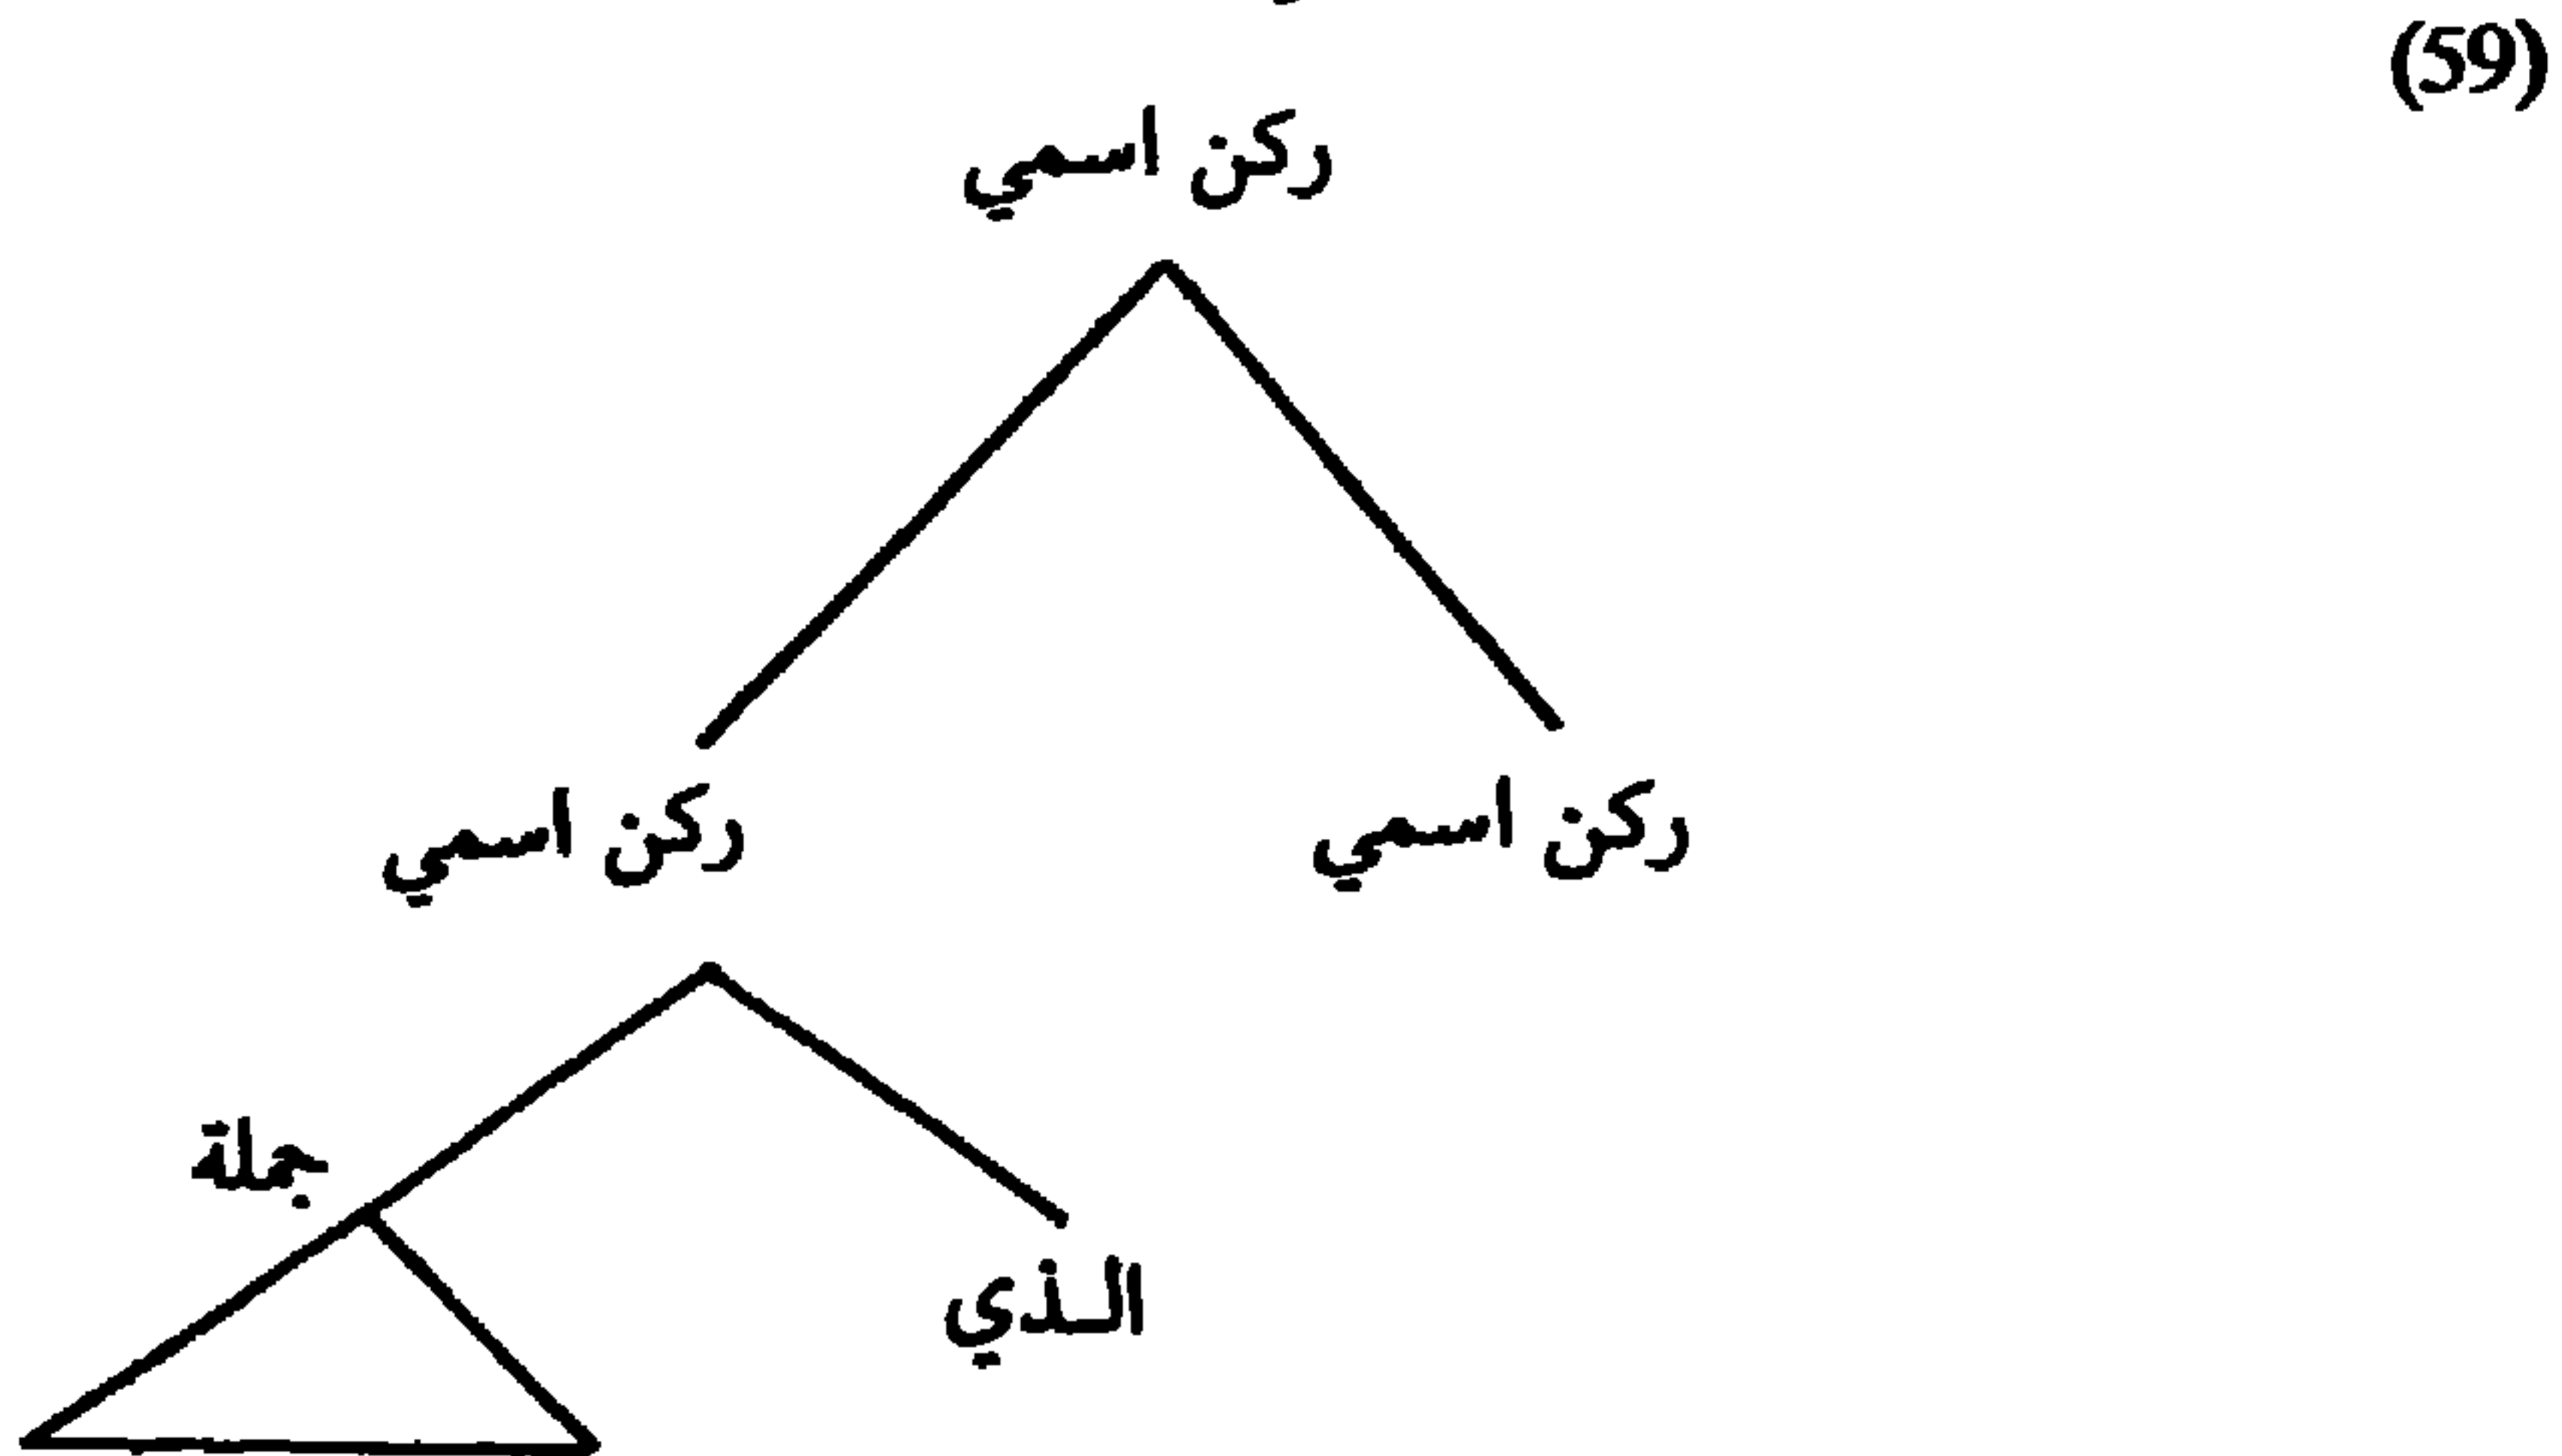 (59)
ركن اسمي
ركن اسمي ركن اسمي
جملة
الـذي